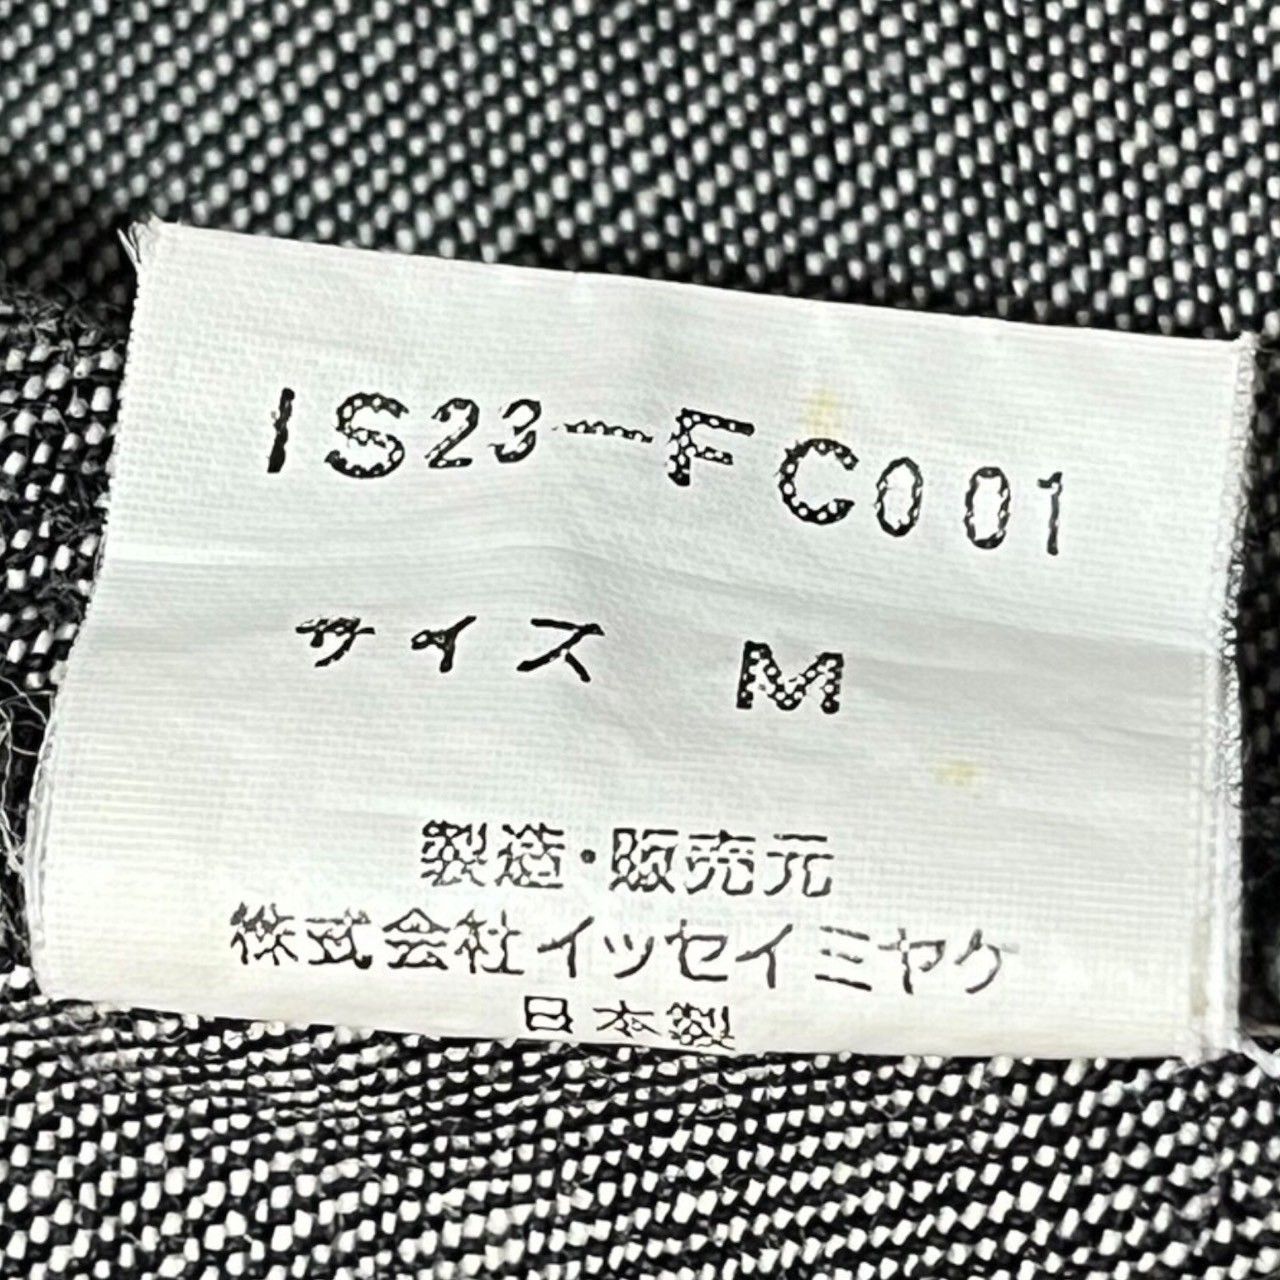 IS23-FC001
サイズ M
製造・販売元
株式会社イッセイミヤケ
日本製